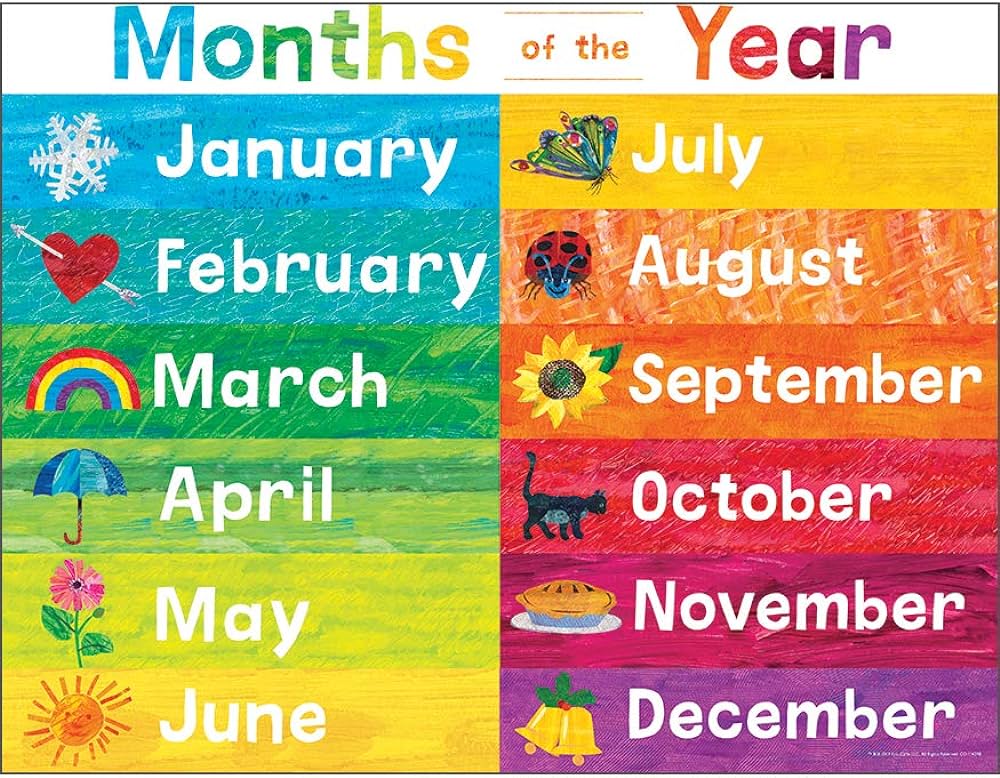 Months of the Year
January
February
March
April
May
June
July
August
September
October
November
December